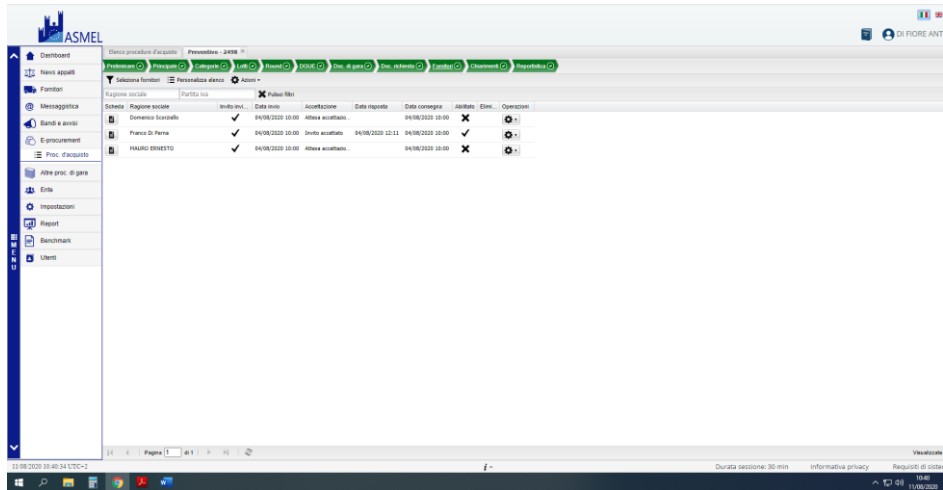 ASMEL
DI FIORE ANT
Elenco procedure d'acquisto Preventivo - 2498
Dashboard
News appalti
Fornitori
Messaggistica
Bandi e avvisi
E-procurement
Proc. d'acquisto
Altre proc. di gara
Ente
Impostazioni
Report
Benchmark
Utenti
MENU
Preliminare Principale Categorie Lotti Round DGUE Doc. di gara Doc. richiesta Fornitori Chiarimenti Reportistica
Seleziona fornitori Personalizza elenco Azioni
Ragione sociale Partita Iva Pulisci filtri
Scheda Ragione sociale Invito invi... Data invio Accettazione Data risposta Data consegna Abilitato Elimi... Operazioni
Domenico Scarziello 04/08/2020 10:00 Attesa accettazio... 04/08/2020 10:00
Franco Di Perna 04/08/2020 10:00 Invito accettato 04/08/2020 12:11 04/08/2020 10:00
MAURO ERNESTO 04/08/2020 10:00 Attesa accettazio... 04/08/2020 10:00
Pagina 1 di 1
Visualizzate
11/08/2020 10:40:34 UTC+2
Durata sessione: 30 min Informativa privacy Requisiti di siste
10:40
11/08/2020